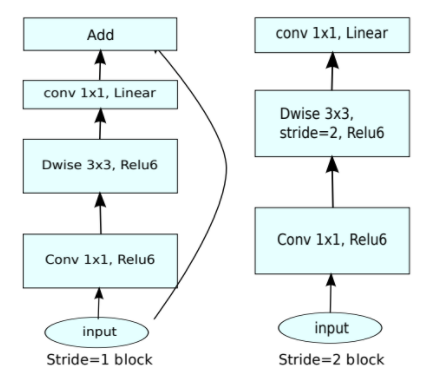 Add
conv 1x1, Linear
Dwise 3x3, Relu6
Conv 1x1, Relu6
input
Stride=1 block
conv 1x1, Linear
Dwise 3x3,
stride=2, Relu6
Conv 1x1, Relu6
input
Stride=2 block